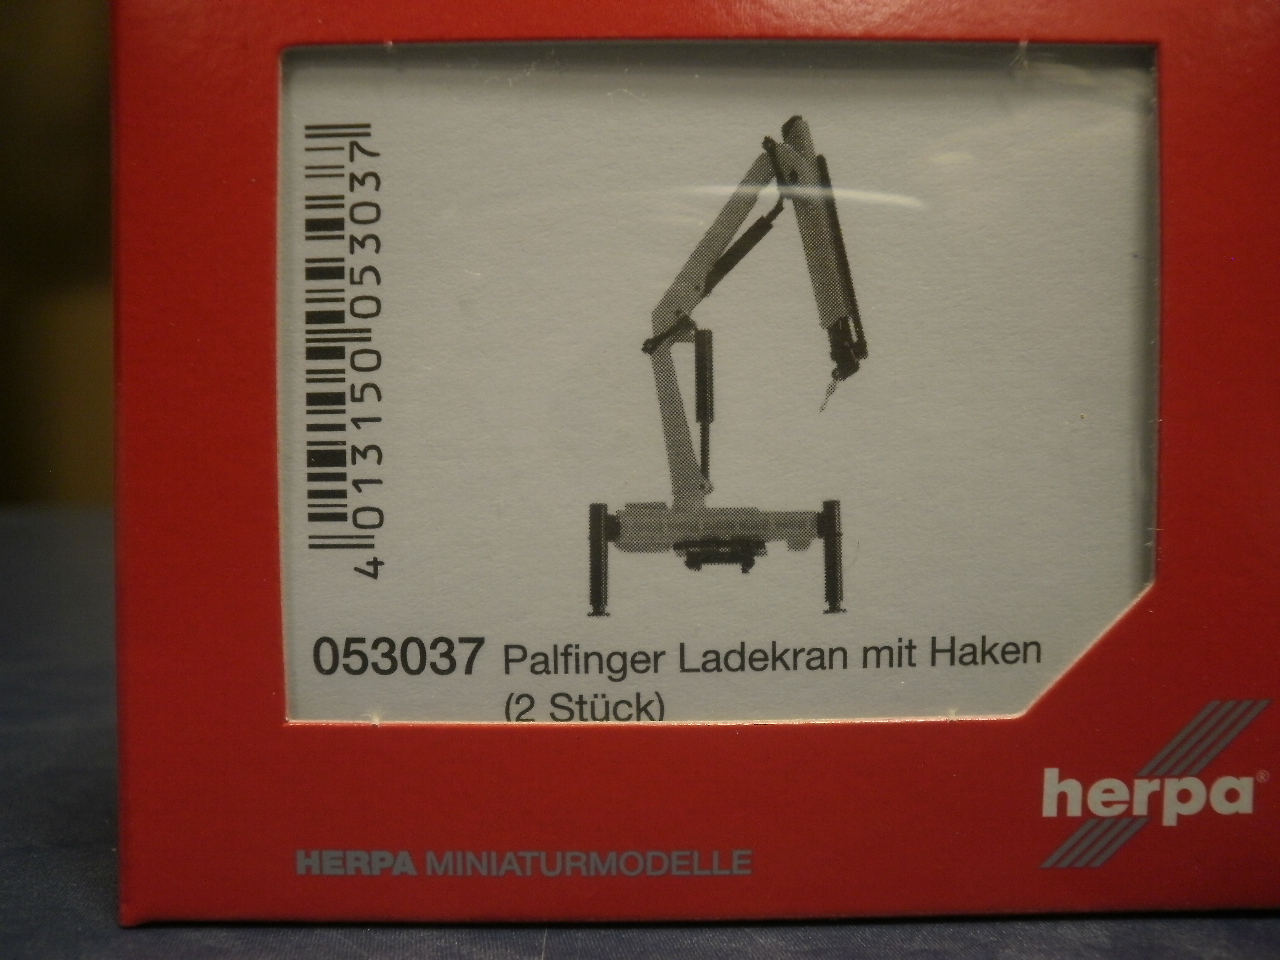 4 013150 053037
053037 Palfinger Ladekran mit Haken
(2 Stück)
herpa®
HERPA MINIATURMODELLE